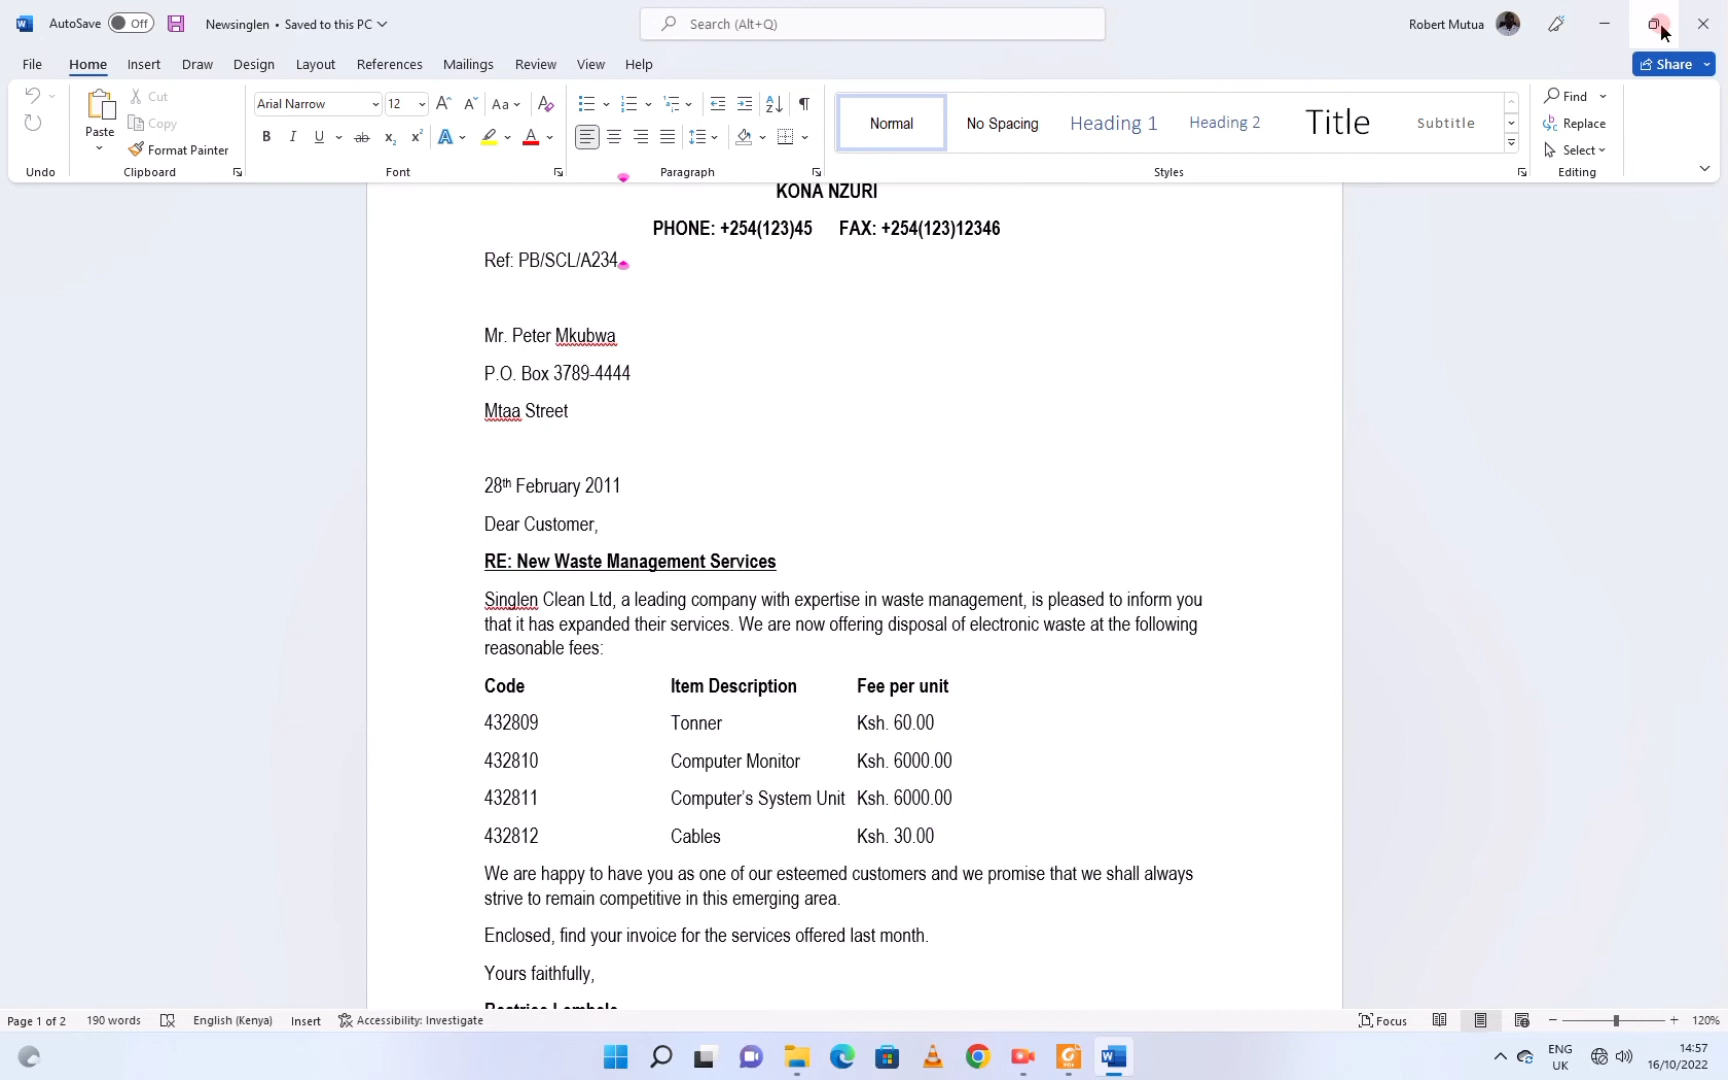 AutoSave Off Newsinglen • Saved to this PC Search (Alt+Q) Robert Mutua
File Home Insert Draw Design Layout References Mailings Review View Help Share
Paste Cut Copy Format Painter
Arial Narrow 12 Aa
Normal No Spacing Heading 1 Heading 2 Title Subtitle
Find Replace Select
Undo Clipboard Font Paragraph Styles Editing
KONA NZURI
PHONE: +254(123)45 FAX: +254(123)12346
Ref: PB/SCL/A234
Mr. Peter Mkubwa
P.O. Box 3789-4444
Mtaa Street
28th February 2011
Dear Customer,
RE: New Waste Management Services
Singlen Clean Ltd, a leading company with expertise in waste management, is pleased to inform you
that it has expanded their services. We are now offering disposal of electronic waste at the following
reasonable fees:
Code Item Description Fee per unit
432809 Tonner Ksh. 60.00
432810 Computer Monitor Ksh. 6000.00
432811 Computer's System Unit Ksh. 6000.00
432812 Cables Ksh. 30.00
We are happy to have you as one of our esteemed customers and we promise that we shall always
strive to remain competitive in this emerging area.
Enclosed, find your invoice for the services offered last month.
Yours faithfully,
Page 1 of 2 190 words English (Kenya) Insert Accessibility: Investigate Focus 120%
ENG 14:57
UK 16/10/2022